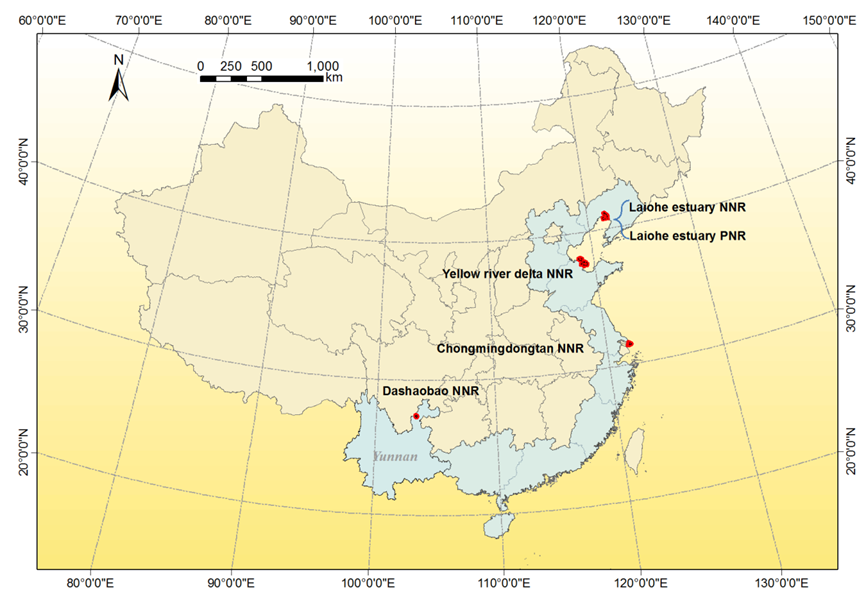 60°0'0"E 70°0'0"E 80°0'0"E 90°0'0"E 100°0'0"E 110°0'0"E 120°0'0"E 130°0'0"E 140°0'0"E 150°0'0"E
N
0 250 500 1,000
km
40°0'0"N 40°0'0"N
Laiohe estuary NNR
Laiohe estuary PNR
Yellow river delta NNR
30°0'0"N 30°0'0"N
Chongmingdongtan NNR
Dashaobao NNR
Yunnan
20°0'0"N 20°0'0"N
80°0'0"E 90°0'0"E 100°0'0"E 110°0'0"E 120°0'0"E 130°0'0"E